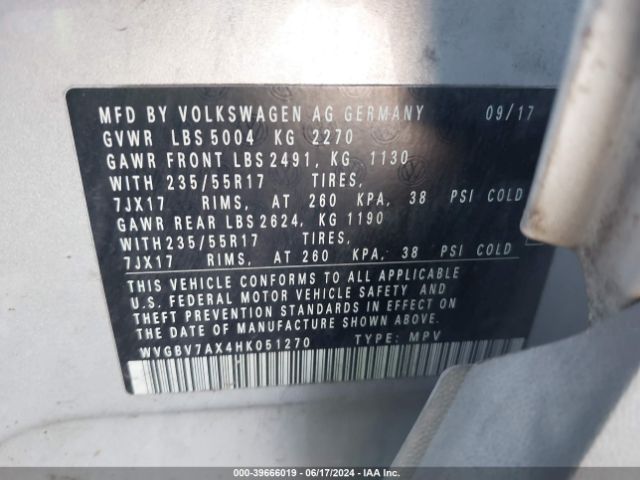 MFD BY VOLKSWAGEN AG GERMANY 09/17
GVWR LBS 5004 KG 2270
GAWR FRONT LBS 2491, KG 1130
WITH 235/55R17 TIRES,
7JX17 RIMS, AT 260 KPA, 38 PSI COLD
GAWR REAR LBS 2624, KG 1190
WITH 235/55R17 TIRES,
7JX17 RIMS, AT 260 KPA, 38 PSI COLD
THIS VEHICLE CONFORMS TO ALL APPLICABLE
U.S. FEDERAL MOTOR VEHICLE SAFETY AND
THEFT PREVENTION STANDARDS IN EFFECT ON
THE DATE OF MANUFACTURE SHOWN ABOVE
WVGBV7AX4HK051270 TYPE: MPV
000-39666019 - 06/17/2024 - IAA Inc.